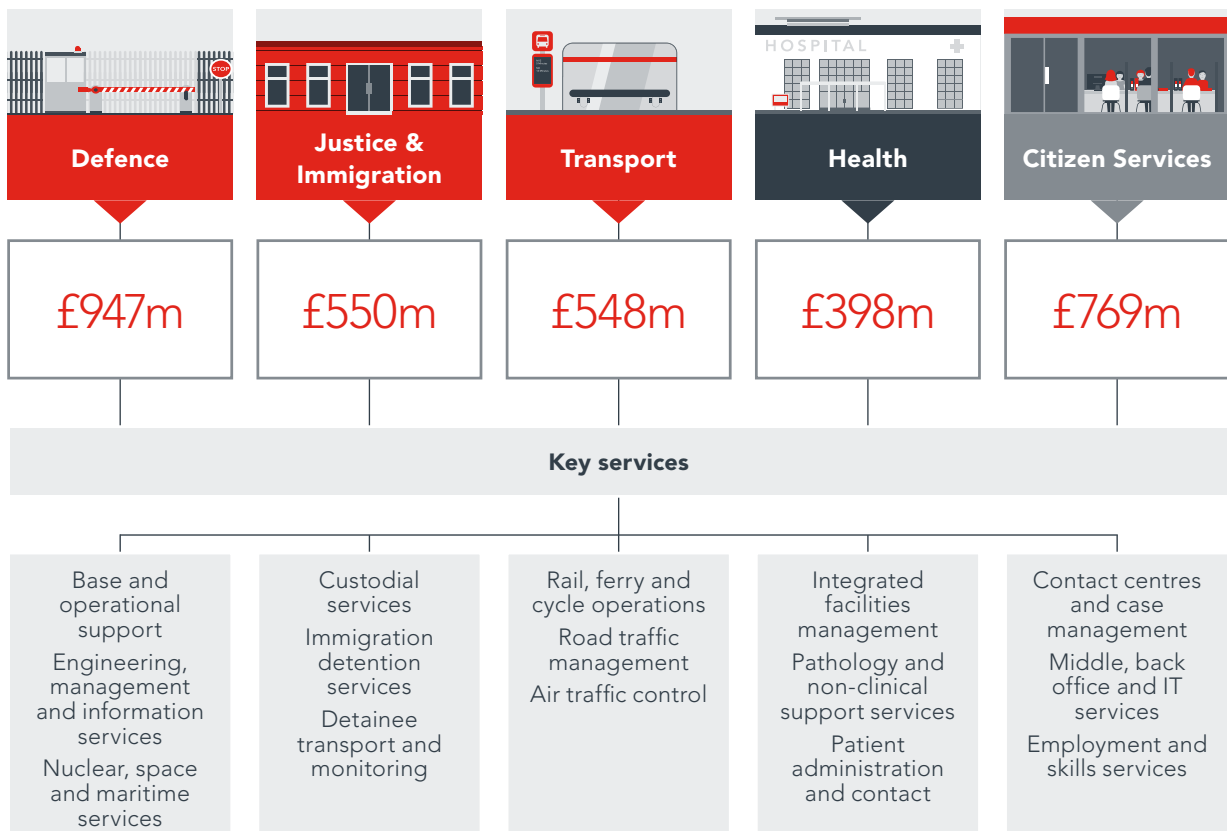 STOP
HOSPITAL
Defence
Justice &
Immigration
Transport
Health
Citizen Services
£947m
£550m
£548m
£398m
£769m
Key services
Base and
operational
support
Engineering,
management
and information
services
Nuclear, space
and maritime
services
Custodial
services
Immigration
detention
services
Detainee
transport and
monitoring
Rail, ferry and
cycle operations
Road traffic
management
Air traffic control
Integrated
facilities
management
Pathology and
non-clinical
support services
Patient
administration
and contact
Contact centres
and case
management
Middle, back
office and IT
services
Employment and
skills services